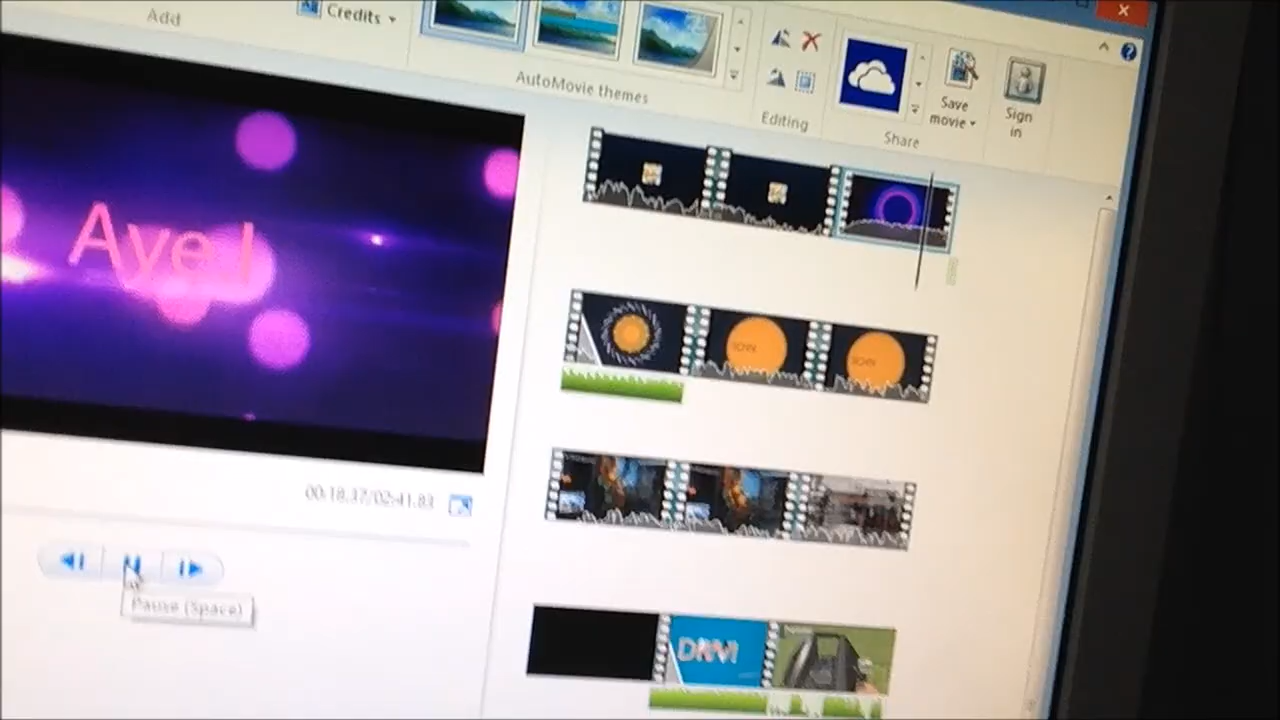 Add
Credits
AutoMovie themes
Editing
Share
Save
movie
Sign
in
Aye !
00:18.37/02:41.83
Pause (Space)